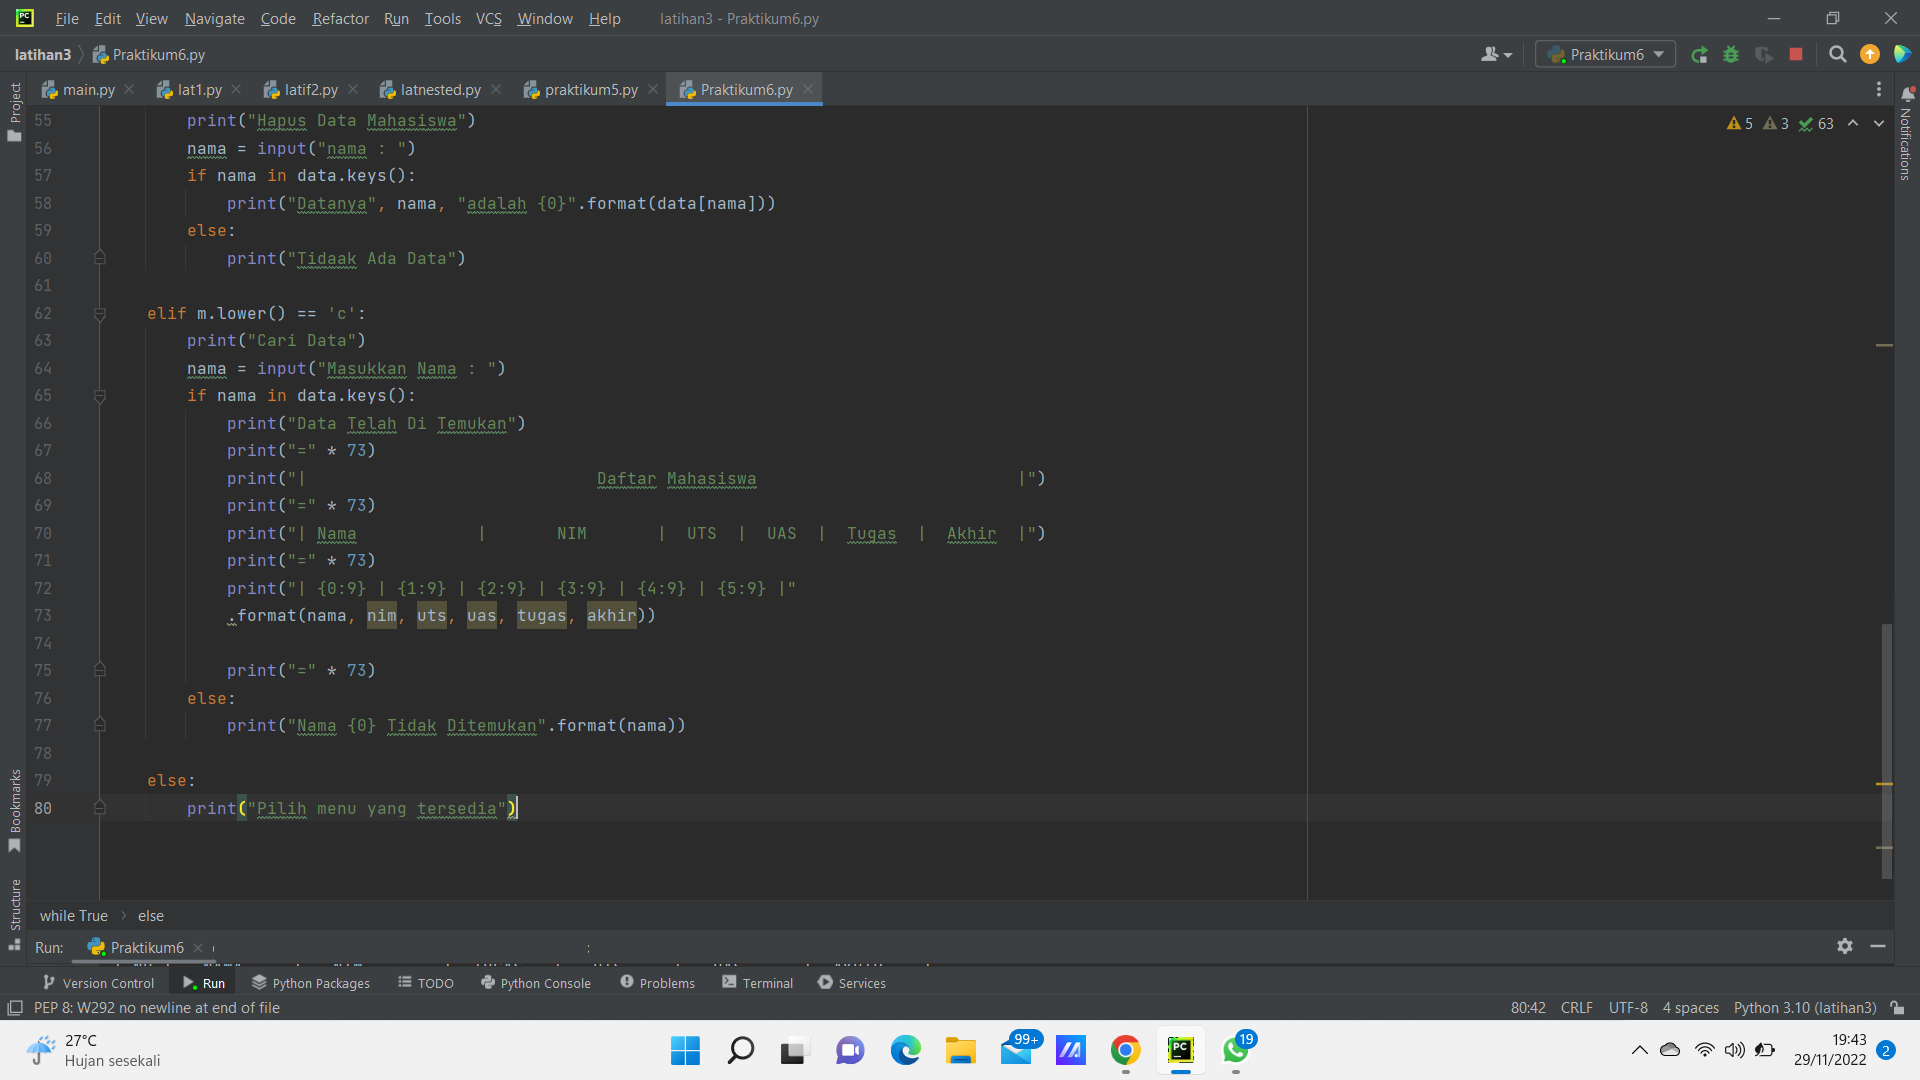 File Edit View Navigate Code Refactor Run Tools VCS Window Help latihan3 - Praktikum6.py
latihan3 Praktikum6.py Praktikum6
main.py lat1.py latif2.py latnested.py praktikum5.py Praktikum6.py
Project
Notifications
5 3 63
55 print("Hapus Data Mahasiswa")
56 nama = input("nama : ")
57 if nama in data.keys():
58 print("Datanya", nama, "adalah {0}".format(data[nama]))
59 else:
60 print("Tidaak Ada Data")
61
62 elif m.lower() == 'c':
63 print("Cari Data")
64 nama = input("Masukkan Nama : ")
65 if nama in data.keys():
66 print("Data Telah Di Temukan")
67 print("=" * 73)
68 print("|                             Daftar Mahasiswa                          |")
69 print("=" * 73)
70 print("| Nama            |       NIM       |  UTS  |  UAS  |  Tugas  |  Akhir  |")
71 print("=" * 73)
72 print("| {0:9} | {1:9} | {2:9} | {3:9} | {4:9} | {5:9} |"
73 .format(nama, nim, uts, uas, tugas, akhir))
74
75 print("=" * 73)
76 else:
77 print("Nama {0} Tidak Ditemukan".format(nama))
78
79 else:
80 print("Pilih menu yang tersedia")
Bookmarks
Structure
while True else
Run: Praktikum6
Version Control Run Python Packages TODO Python Console Problems Terminal Services
PEP 8: W292 no newline at end of file 80:42 CRLF UTF-8 4 spaces Python 3.10 (latihan3)
27°C
Hujan sesekali
99+
PC
19
19:43
29/11/2022
2